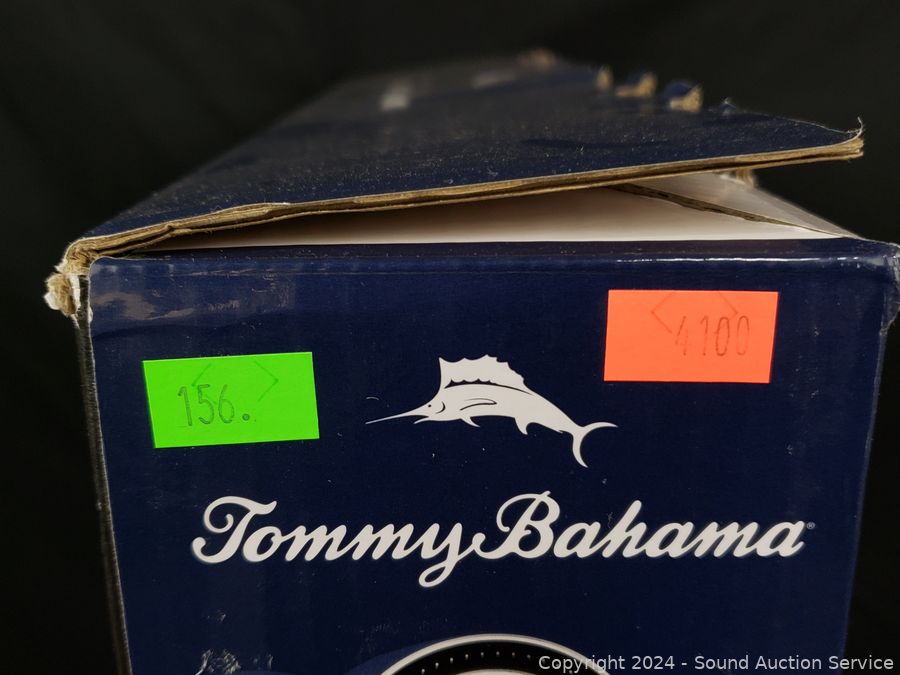 4100
156.
Tommy Bahama®
Copyright 2024 - Sound Auction Service